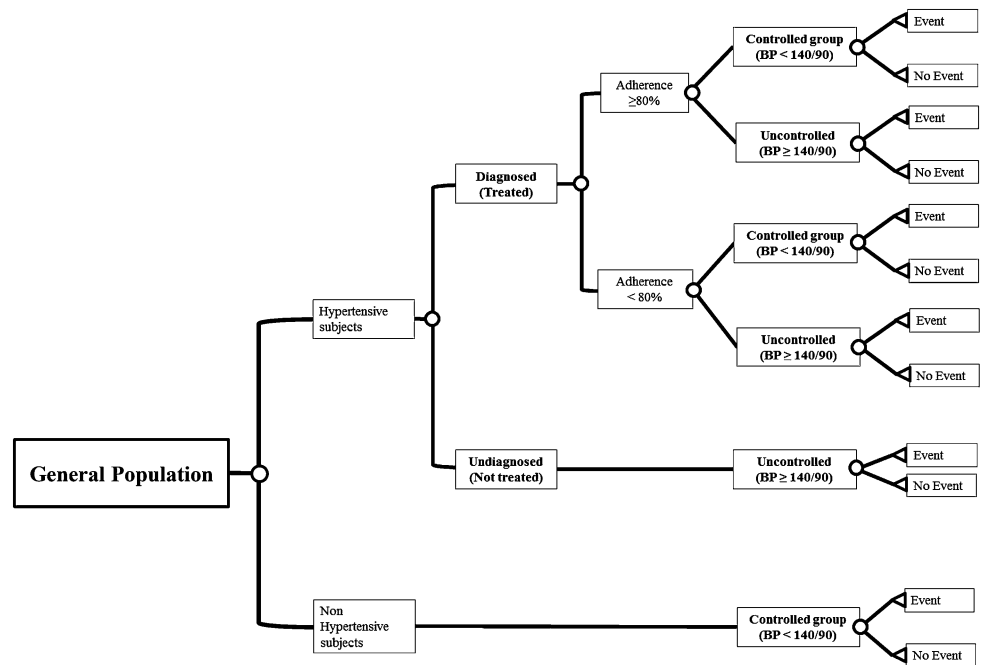 General Population
Hypertensive
subjects
Non
Hypertensive
subjects
Diagnosed
(Treated)
Undiagnosed
(Not treated)
Adherence
≥80%
Adherence
< 80%
Controlled group
(BP < 140/90)
Uncontrolled
(BP ≥ 140/90)
Controlled group
(BP < 140/90)
Uncontrolled
(BP ≥ 140/90)
Uncontrolled
(BP ≥ 140/90)
Controlled group
(BP < 140/90)
Event
No Event
Event
No Event
Event
No Event
Event
No Event
Event
No Event
Event
No Event